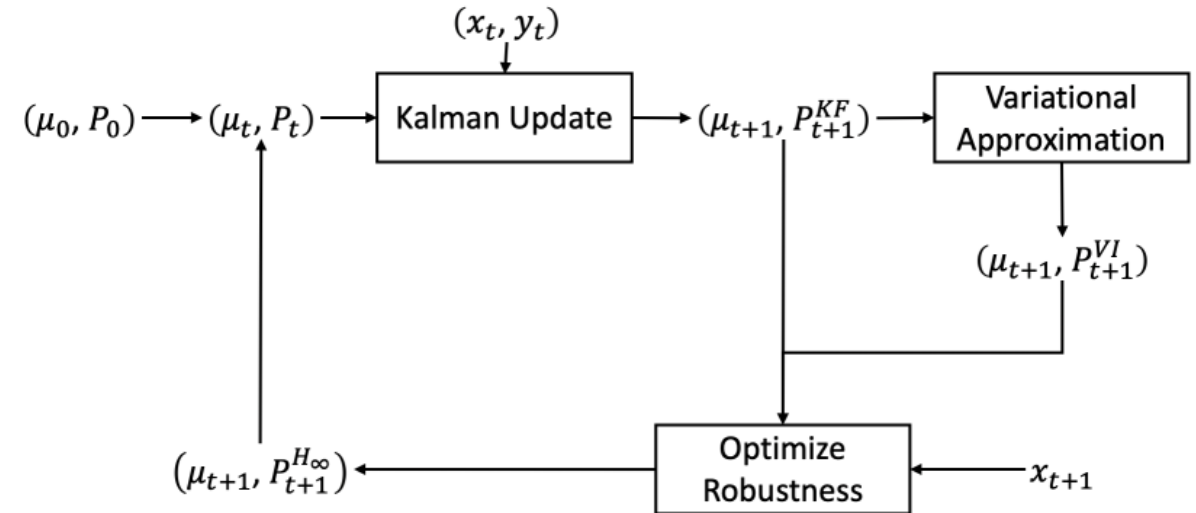 (x_t, y_t)
(μ_0, P_0)
(μ_t, P_t)
Kalman Update
(μ_{t+1}, P_{t+1}^{KF})
Variational
Approximation
(μ_{t+1}, P_{t+1}^{VI})
Optimize
Robustness
(μ_{t+1}, P_{t+1}^{H_∞})
x_{t+1}